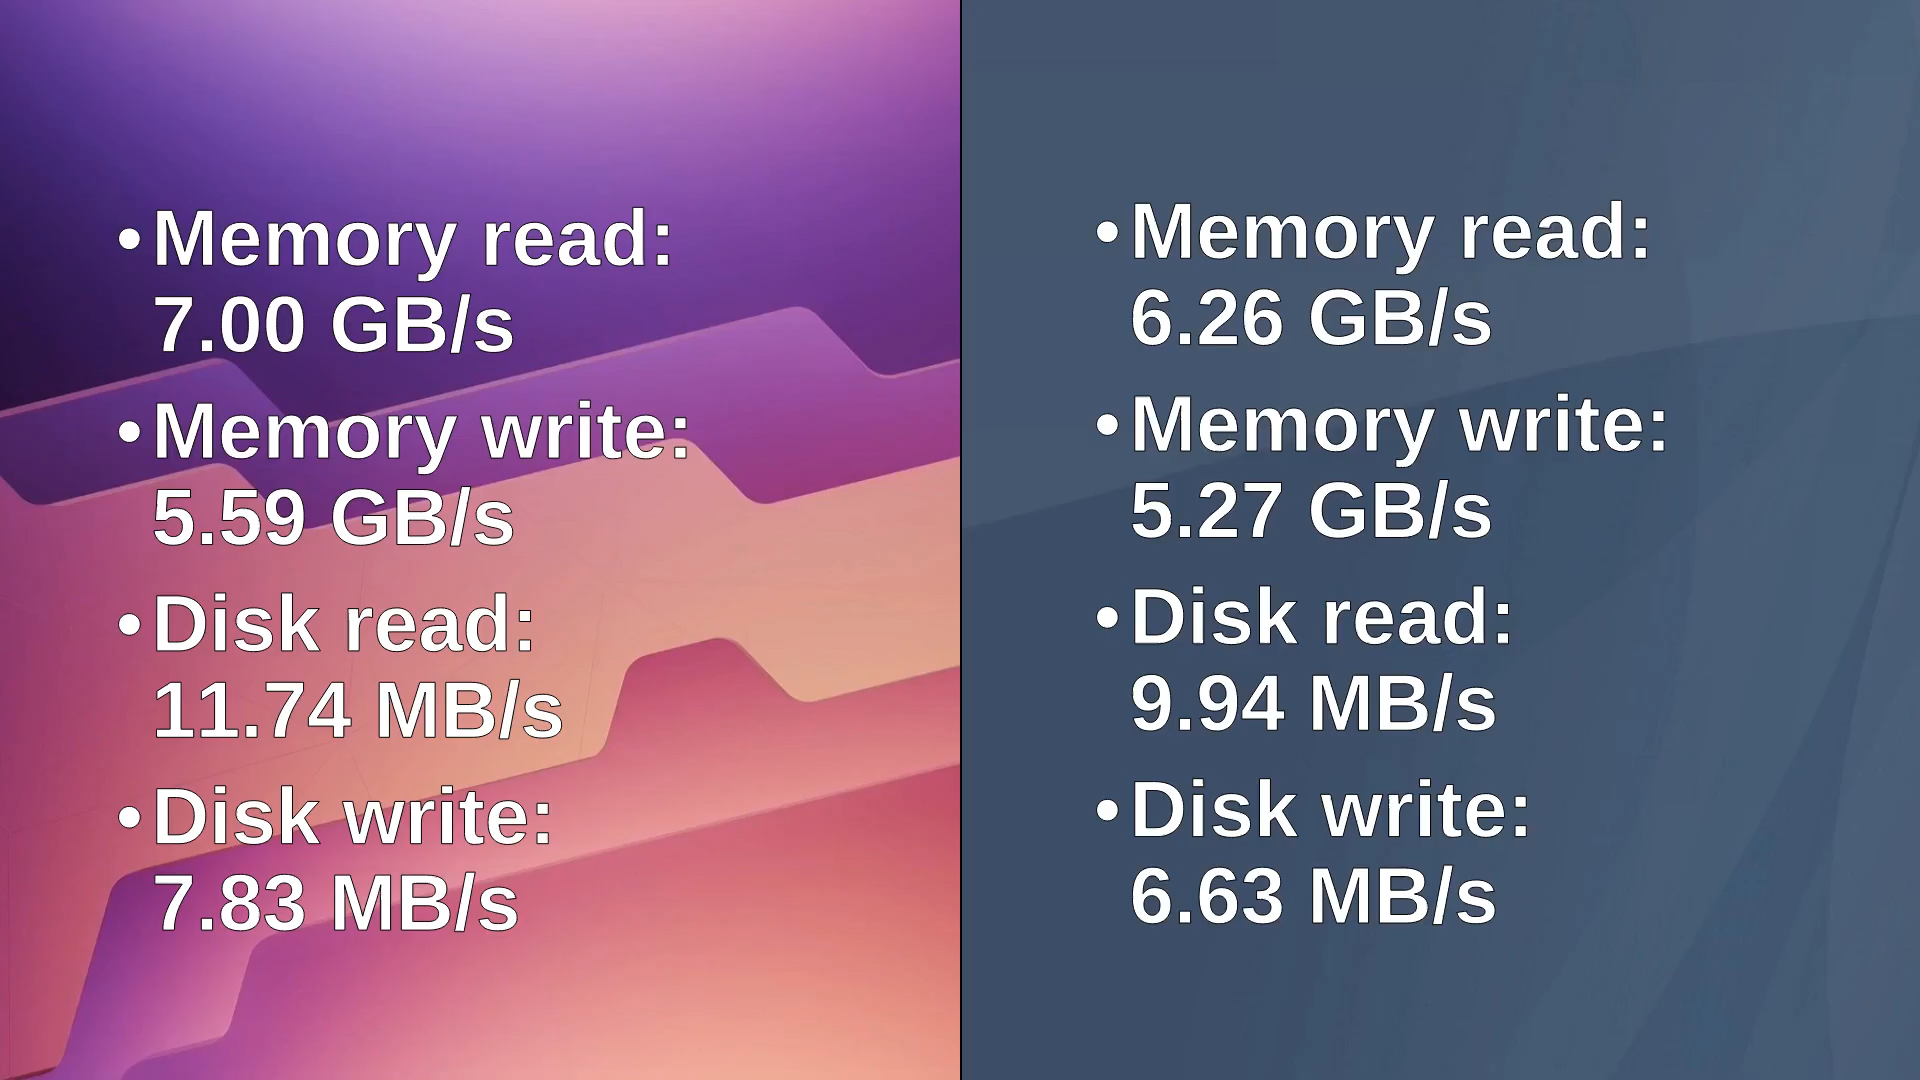 •Memory read:
7.00 GB/s
•Memory write:
5.59 GB/s
•Disk read:
11.74 MB/s
•Disk write:
7.83 MB/s
•Memory read:
6.26 GB/s
•Memory write:
5.27 GB/s
•Disk read:
9.94 MB/s
•Disk write:
6.63 MB/s